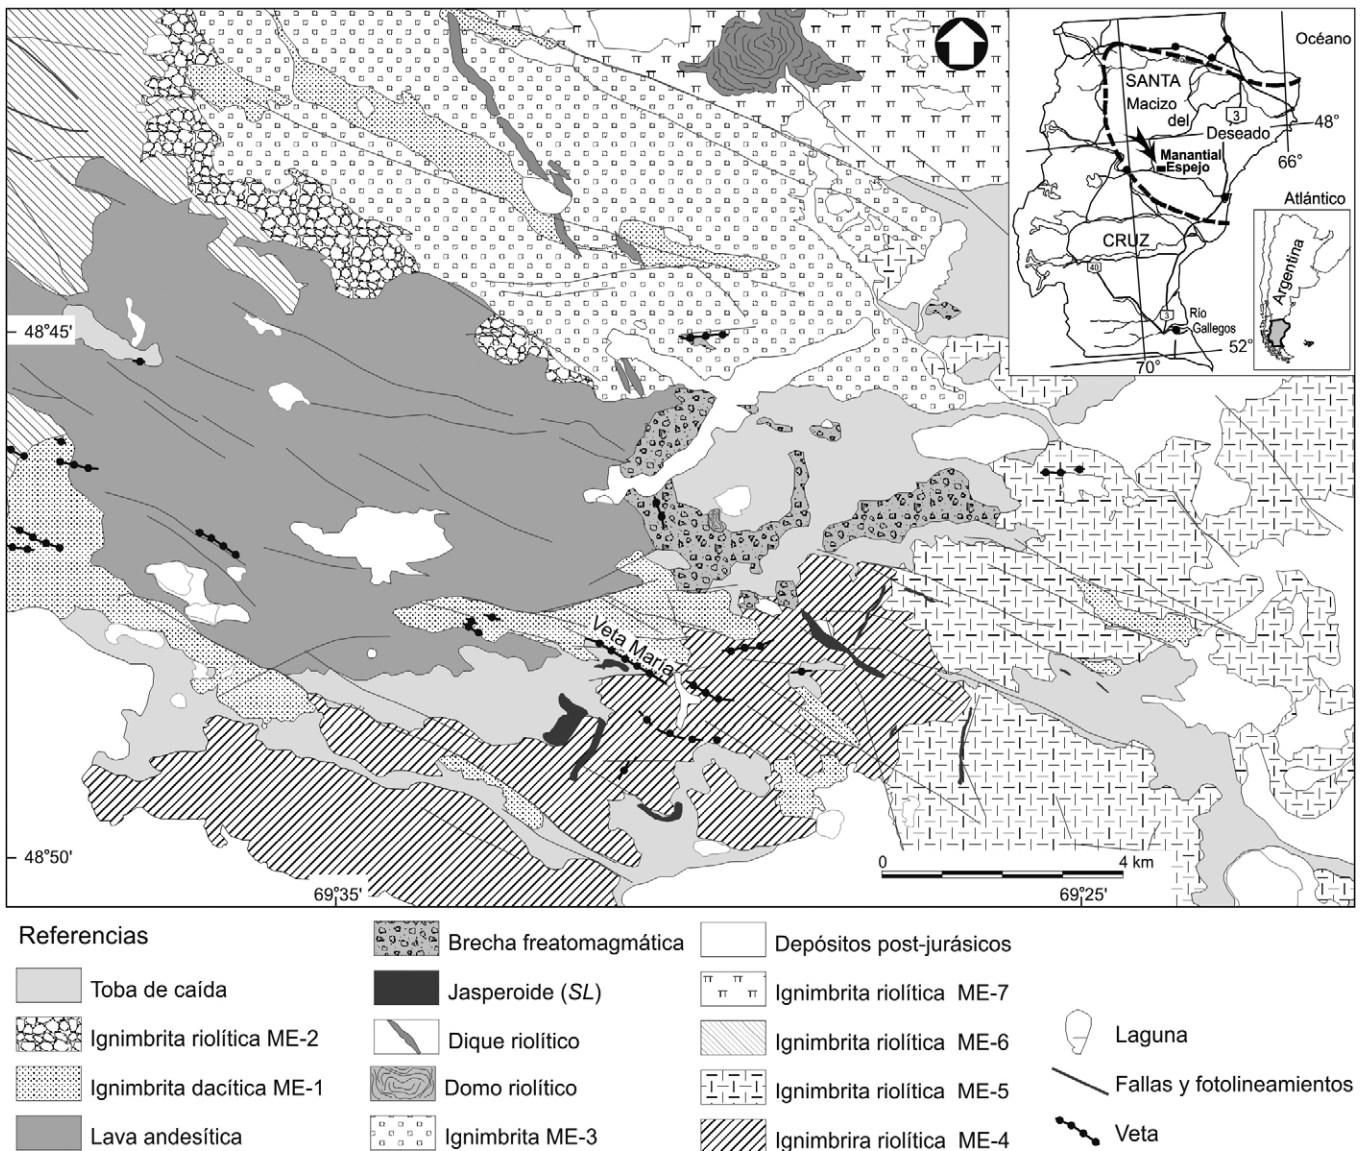 Océano
SANTA
Macizo
del
Deseado
3
48°
66°
Manantial
Espejo
Atlántico
CRUZ
40
3
Río
Gallegos
52°
70°
Argentina
48°45'
Veta María
48°50'
0 4 km
69°35'
69°25'
Referencias
Toba de caída
Ignimbrita riolítica ME-2
Ignimbrita dacítica ME-1
Lava andesítica
Brecha freatomagmática
Jasperoide (SL)
Dique riolítico
Domo riolítico
Ignimbrita ME-3
Depósitos post-jurásicos
Ignimbrita riolítica ME-7
Ignimbrita riolítica ME-6
Ignimbrita riolítica ME-5
Ignimbrira riolítica ME-4
Laguna
Fallas y fotolineamientos
Veta